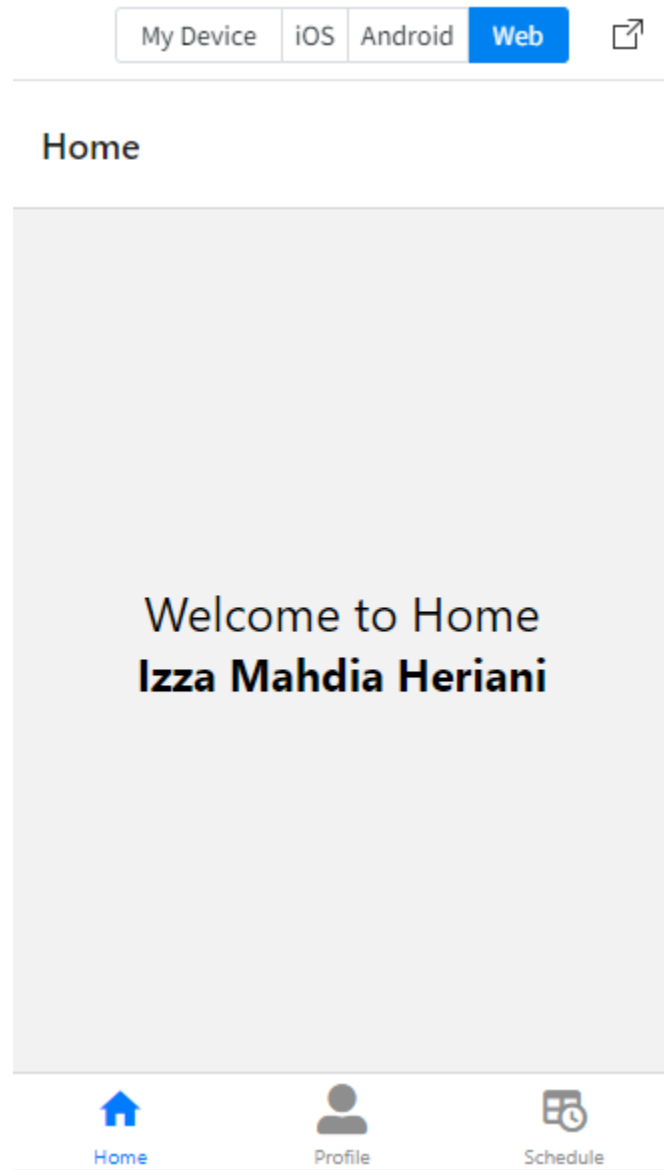 My Device iOS Android Web
Home
Welcome to Home
Izza Mahdia Heriani
Home Profile Schedule